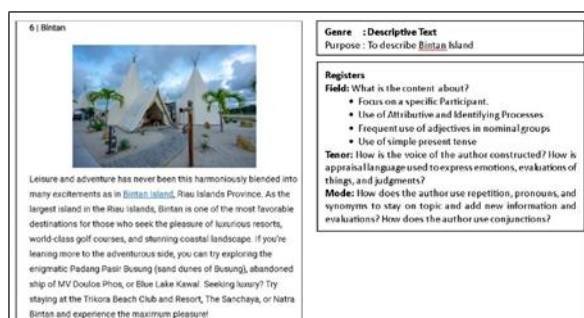 6 | Bintan
Leisure and adventure has never been this harmoniously blended into
many excitements as in Bintan Island, Riau Islands Province. As the
largest island in the Riau Islands, Bintan is one of the most favorable
destinations for those who seek the pleasure of luxurious resorts,
world-class golf courses, and stunning coastal landscape. If you're
leaning more to the adventurous side, you can try exploring the
enigmatic Padang Pasir Busung (sand dunes of Busung), abandoned
ship of MV Doulos Phos, or Blue Lake Kawal. Seeking luxury? Try
staying at the Trikora Beach Club and Resort, The Sanchaya, or Natra
Bintan and experience the maximum pleasure!
Genre : Descriptive Text
Purpose : To describe Bintan Island
Registers
Field: What is the content about?
• Focus on a specific Participant.
• Use of Attributive and Identifying Processes
• Frequent use of adjectives in nominal groups
• Use of simple present tense
Tenor: How is the voice of the author constructed? How is
appraisal language used to express emotions, evaluations of
things, and judgments?
Mode: How does the author use repetition, pronouns, and
synonyms to stay on topic and add new information and
evaluations? How does the author use conjunctions?